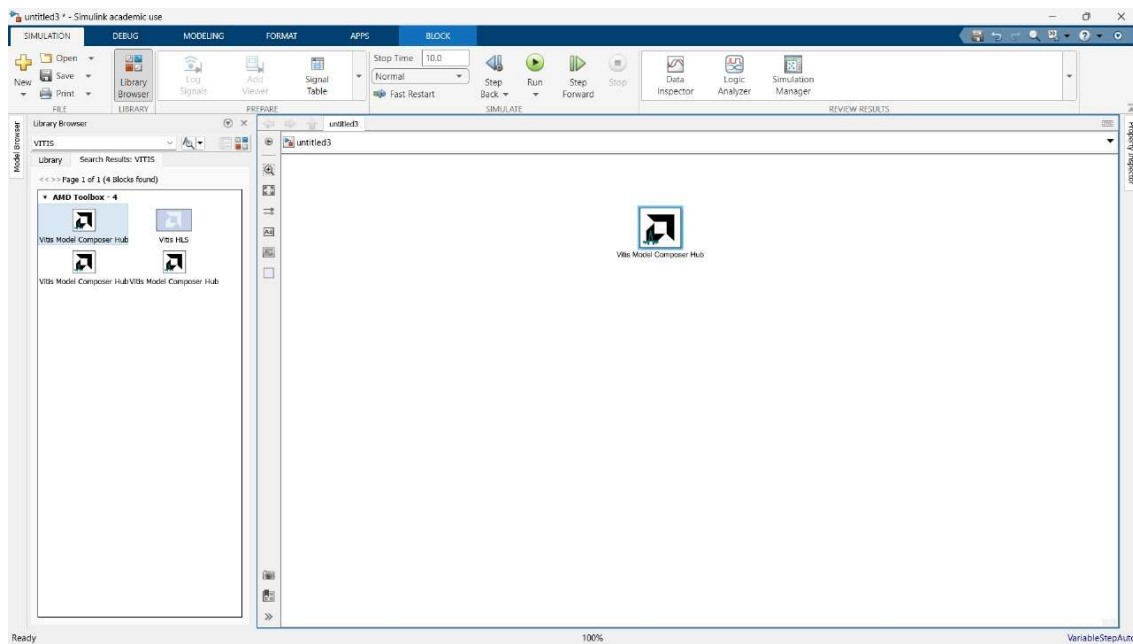 untitled3 * - Simulink academic use
SIMULATION DEBUG MODELING FORMAT APPS BLOCK
New
Open
Save
Print
FILE
Library Browser
LIBRARY
Log Signals
Add Viewer
Signal Table
PREPARE
Stop Time 10.0
Normal
Fast Restart
Step Back
Run
Step Forward
Stop
SIMULATE
Data Inspector
Logic Analyzer
Simulation Manager
REVIEW RESULTS
Model Browser
Library Browser
VITIS
Library Search Results: VITIS
<< >> Page 1 of 1 (4 Blocks found)
AMD Toolbox - 4
Vitis Model Composer Hub
Vitis HLS
Vitis Model Composer Hub
Vitis Model Composer Hub
untitled3
untitled3
Vitis Model Composer Hub
Property Inspector
Ready
100%
VariableStepAuto